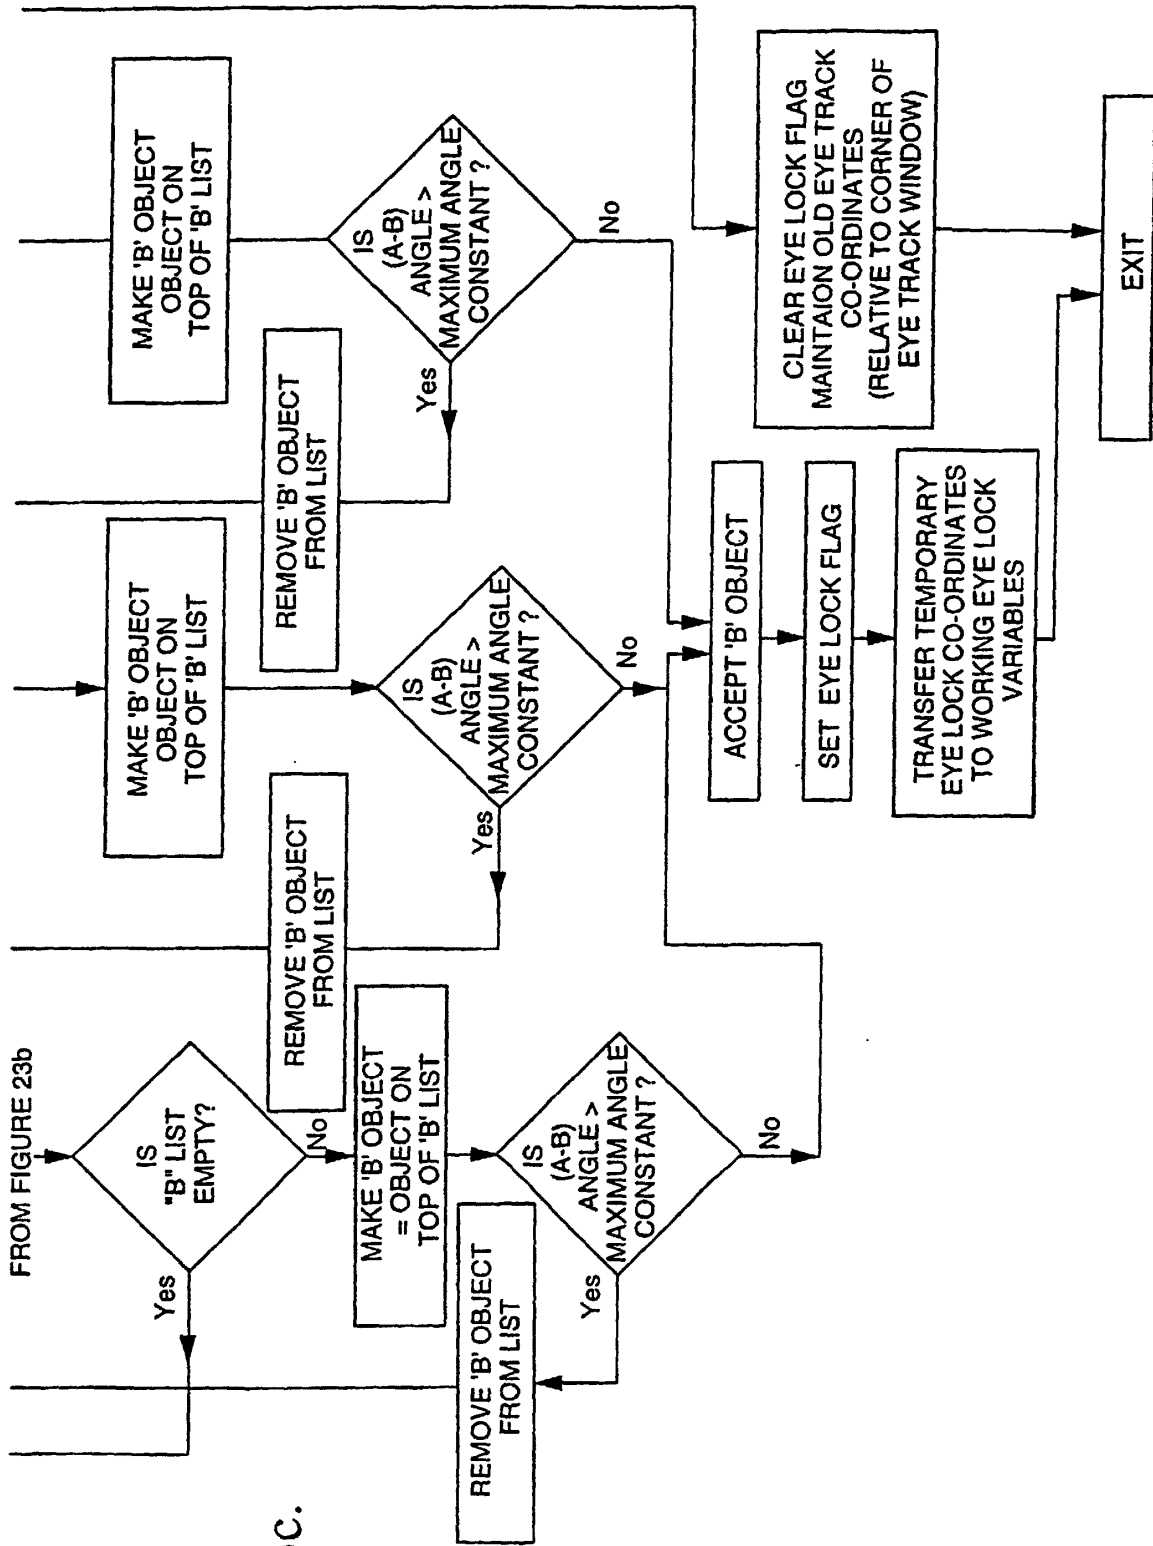 FROM FIGURE 23b
IS
"B" LIST
EMPTY?
Yes
No
MAKE 'B' OBJECT
= OBJECT ON
TOP OF 'B' LIST
IS
(A-B)
ANGLE >
MAXIMUM ANGLE
CONSTANT ?
Yes
No
REMOVE 'B' OBJECT
FROM LIST
MAKE 'B' OBJECT
OBJECT ON
TOP OF 'B' LIST
IS
(A-B)
ANGLE >
MAXIMUM ANGLE
CONSTANT ?
Yes
No
REMOVE 'B' OBJECT
FROM LIST
MAKE 'B' OBJECT
OBJECT ON
TOP OF 'B' LIST
IS
(A-B)
ANGLE >
MAXIMUM ANGLE
CONSTANT ?
Yes
No
REMOVE 'B' OBJECT
FROM LIST
ACCEPT 'B' OBJECT
SET EYE LOCK FLAG
TRANSFER TEMPORARY
EYE LOCK CO-ORDINATES
TO WORKING EYE LOCK
VARIABLES
CLEAR EYE LOCK FLAG
MAINTAION OLD EYE TRACK
CO-ORDINATES
(RELATIVE TO CORNER OF
EYE TRACK WINDOW)
EXIT
C.